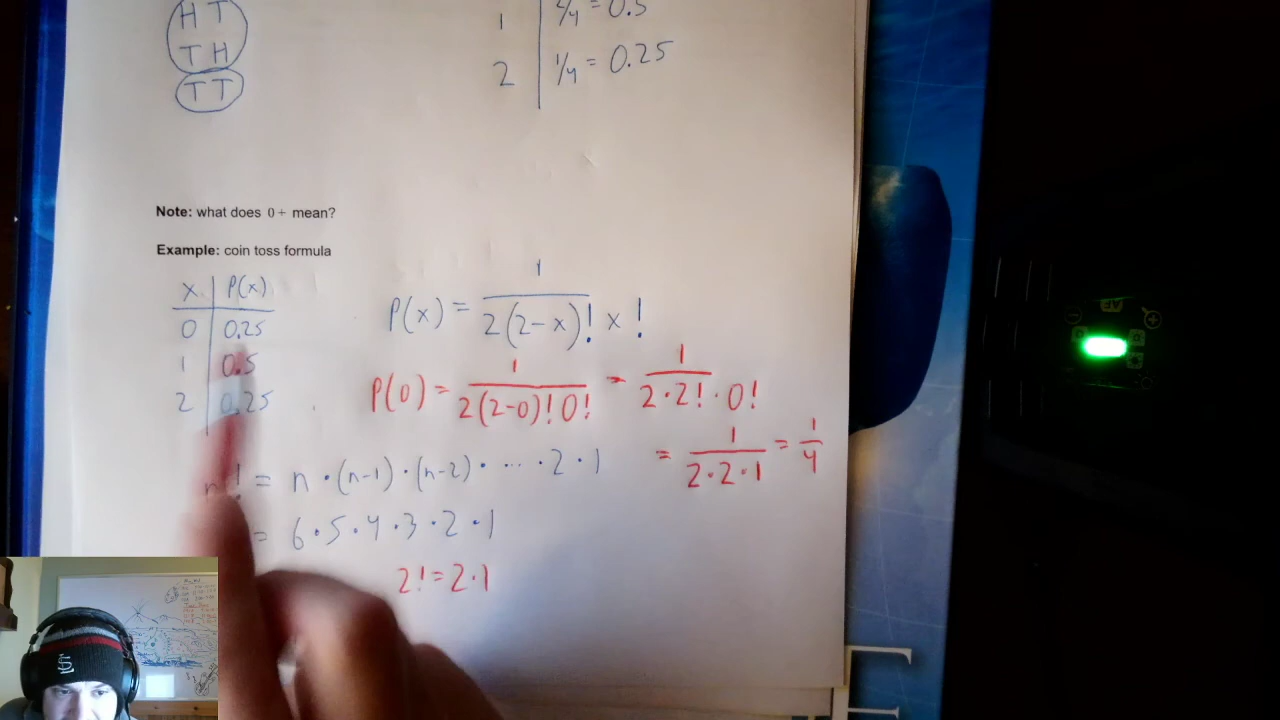 HT
TH
TT
1 | 2/4 = 0.5
2 | 1/4 = 0.25
Note: what does 0+ mean?
Example: coin toss formula
x | P(x)
0 | 0.25
1 | 0.5
2 | 0.25
P(x) = 1 / 2(2-x)! x!
P(0) = 1 / 2(2-0)! 0! = 1 / 2·2!·0!
= 1 / 2·2·1 = 1/4
n! = n·(n-1)·(n-2)· ... ·2·1
= 6·5·4·3·2·1
2! = 2·1